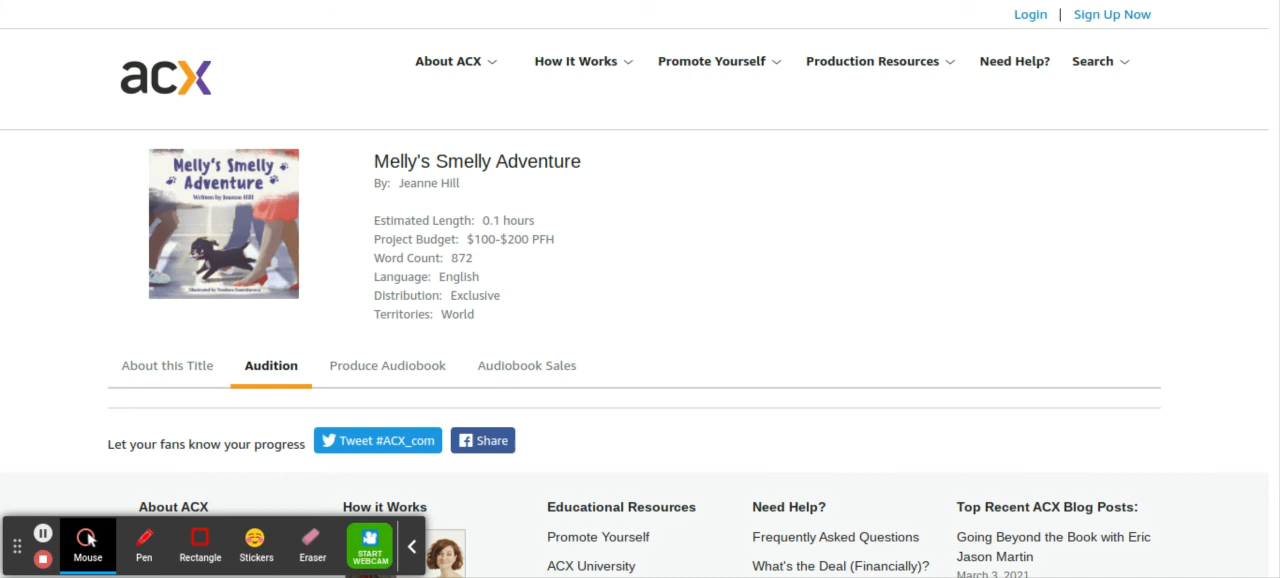 Login | Sign Up Now
acx
About ACX How It Works Promote Yourself Production Resources Need Help? Search
Melly's Smelly
Adventure
Written by Jeanne Hill
Illustrated by
Melly's Smelly Adventure
By: Jeanne Hill
Estimated Length: 0.1 hours
Project Budget: $100-$200 PFH
Word Count: 872
Language: English
Distribution: Exclusive
Territories: World
About this Title Audition Produce Audiobook Audiobook Sales
Let your fans know your progress Tweet #ACX_com Share
About ACX How it Works Educational Resources Need Help? Top Recent ACX Blog Posts:
Promote Yourself Frequently Asked Questions Going Beyond the Book with Eric
Jason Martin
ACX University What's the Deal (Financially)?
March 3, 2021
Mouse Pen Rectangle Stickers Eraser START
WEBCAM